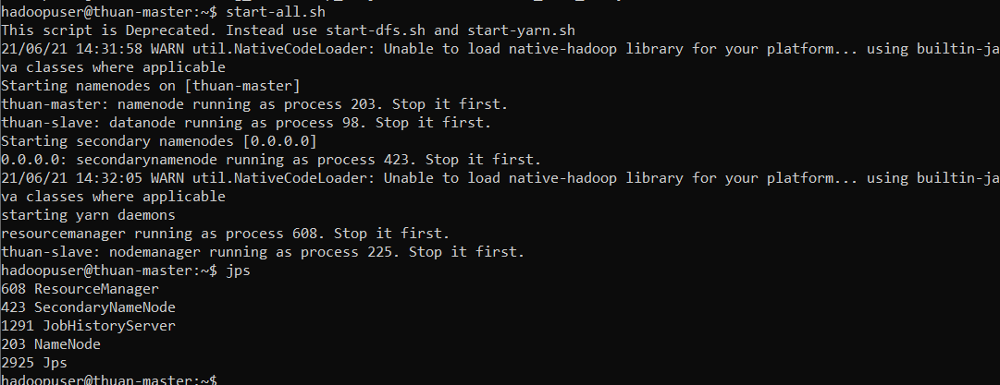 hadoopuser@thuan-master:~$ start-all.sh
This script is Deprecated. Instead use start-dfs.sh and start-yarn.sh
21/06/21 14:31:58 WARN util.NativeCodeLoader: Unable to load native-hadoop library for your platform... using builtin-ja
va classes where applicable
Starting namenodes on [thuan-master]
thuan-master: namenode running as process 203. Stop it first.
thuan-slave: datanode running as process 98. Stop it first.
Starting secondary namenodes [0.0.0.0]
0.0.0.0: secondarynamenode running as process 423. Stop it first.
21/06/21 14:32:05 WARN util.NativeCodeLoader: Unable to load native-hadoop library for your platform... using builtin-ja
va classes where applicable
starting yarn daemons
resourcemanager running as process 608. Stop it first.
thuan-slave: nodemanager running as process 225. Stop it first.
hadoopuser@thuan-master:~$ jps
608 ResourceManager
423 SecondaryNameNode
1291 JobHistoryServer
203 NameNode
2925 Jps
hadoopuser@thuan-master:~$